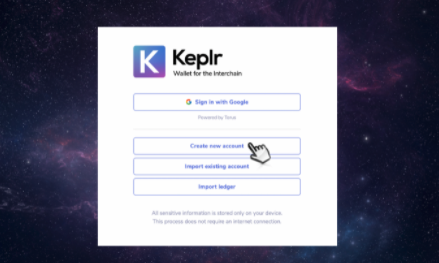 K Keplr
Wallet for the Interchain
G Sign in with Google
Powered by Torus
Create new account
Import existing account
Import ledger
All sensitive information is stored only on your device.
This process does not require an internet connection.